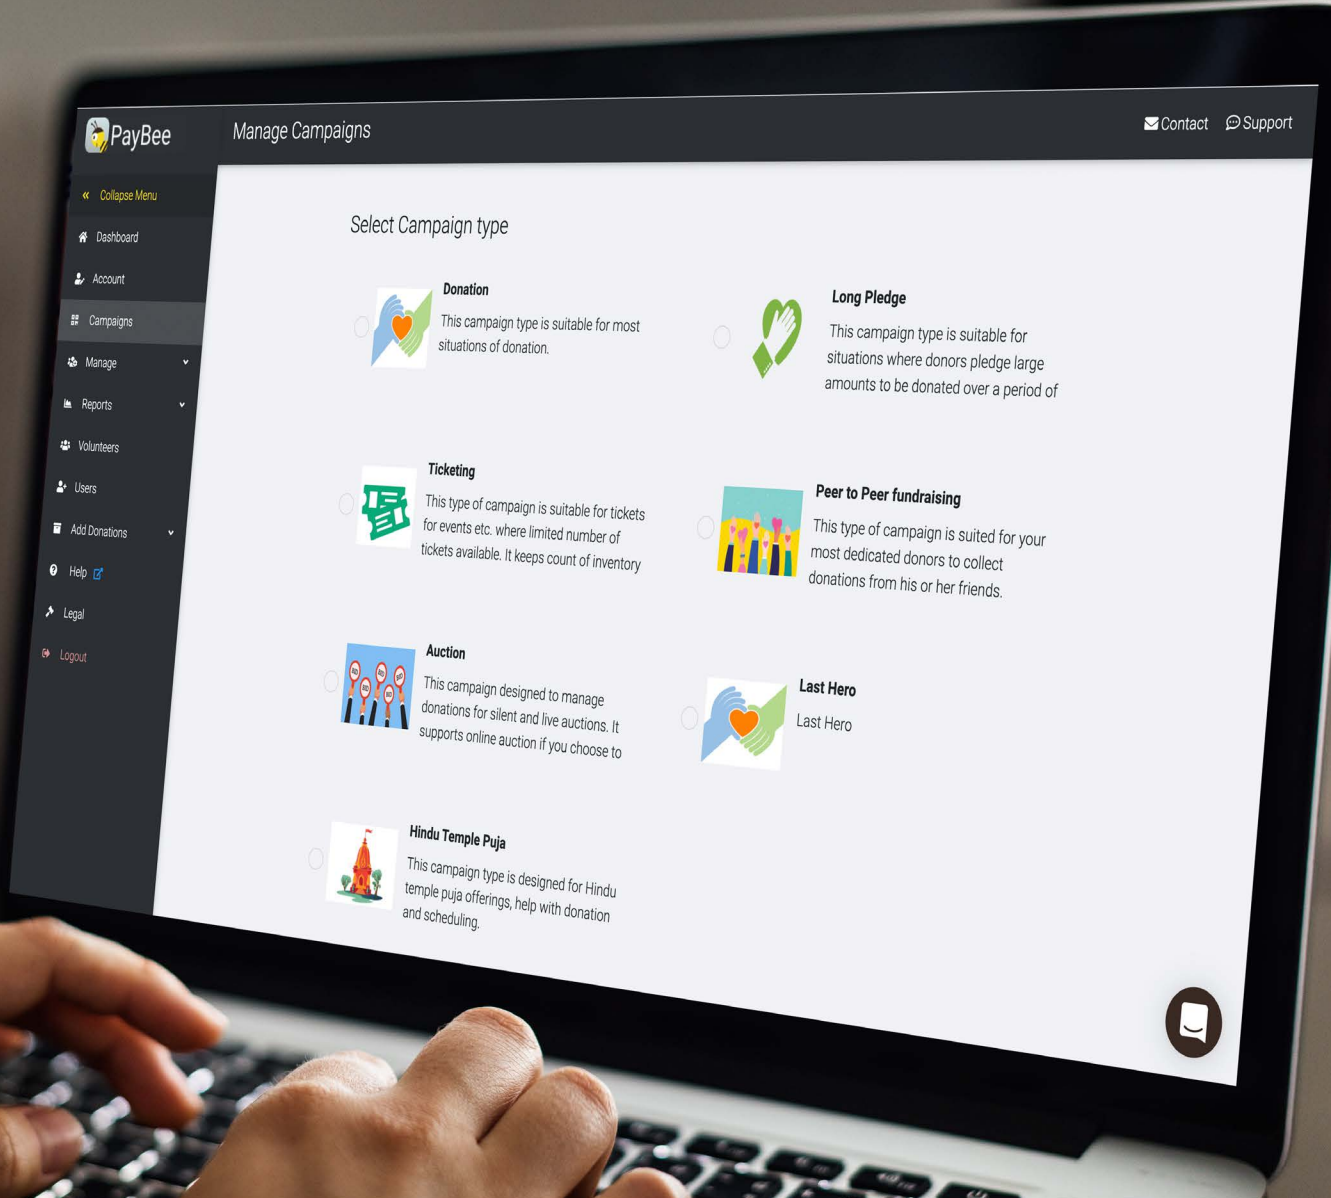 PayBee
Manage Campaigns
Contact
Support
Collapse Menu
Dashboard
Account
Campaigns
Manage
Reports
Volunteers
Users
Add Donations
Help
Legal
Logout
Select Campaign type
Donation
This campaign type is suitable for most
situations of donation.
Long Pledge
This campaign type is suitable for
situations where donors pledge large
amounts to be donated over a period of
Ticketing
This type of campaign is suitable for tickets
for events etc. where limited number of
tickets available. It keeps count of inventory
Peer to Peer fundraising
This type of campaign is suited for your
most dedicated donors to collect
donations from his or her friends.
Auction
This campaign designed to manage
donations for silent and live auctions. It
supports online auction if you choose to
BID
BID
BID
BID
BID
Last Hero
Last Hero
Hindu Temple Puja
This campaign type is designed for Hindu
temple puja offerings, help with donation
and scheduling.